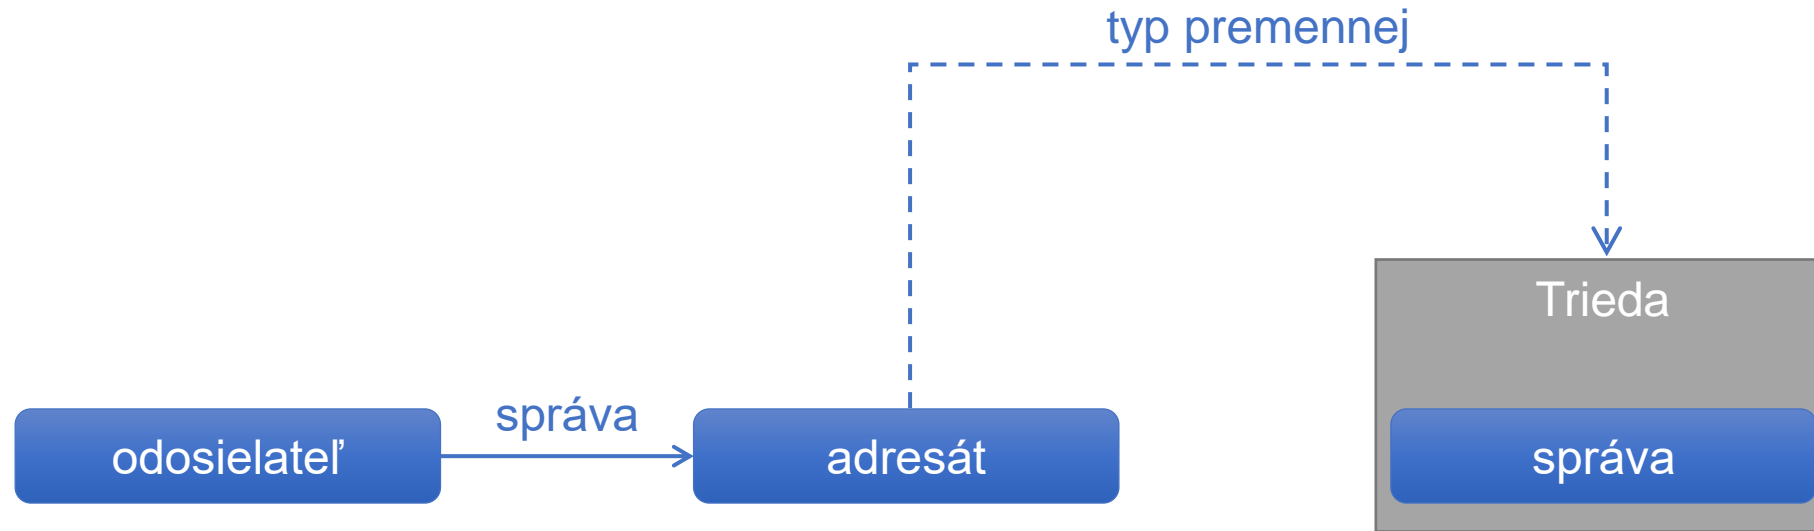 typ premennej
Trieda
správa
odosielateľ
adresát
správa